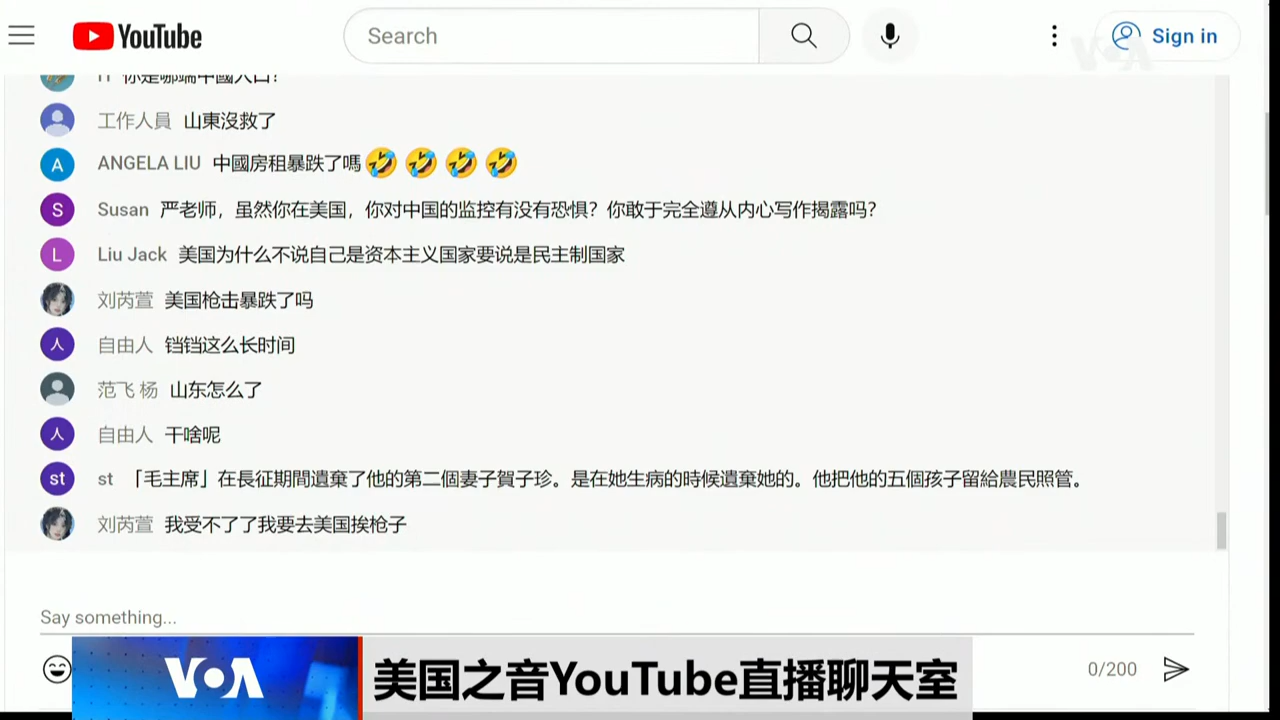 YouTube
Search
Sign in
VOA
你是哪端中國人口?
工作人員 山東沒救了
ANGELA LIU 中國房租暴跌了嗎🤣🤣🤣🤣
Susan 严老师，虽然你在美国，你对中国的监控有没有恐惧？你敢于完全遵从内心写作揭露吗？
Liu Jack 美国为什么不说自己是资本主义国家要说是民主制国家
刘芮萱 美国枪击暴跌了吗
自由人 铛铛这么长时间
范飞 杨 山东怎么了
自由人 干啥呢
st 「毛主席」在長征期間遺棄了他的第二個妻子賀子珍。是在她生病的時候遺棄她的。他把他的五個孩子留給農民照管。
刘芮萱 我受不了了我要去美国挨枪子
Say something...
0/200
VOA 美国之音YouTube直播聊天室